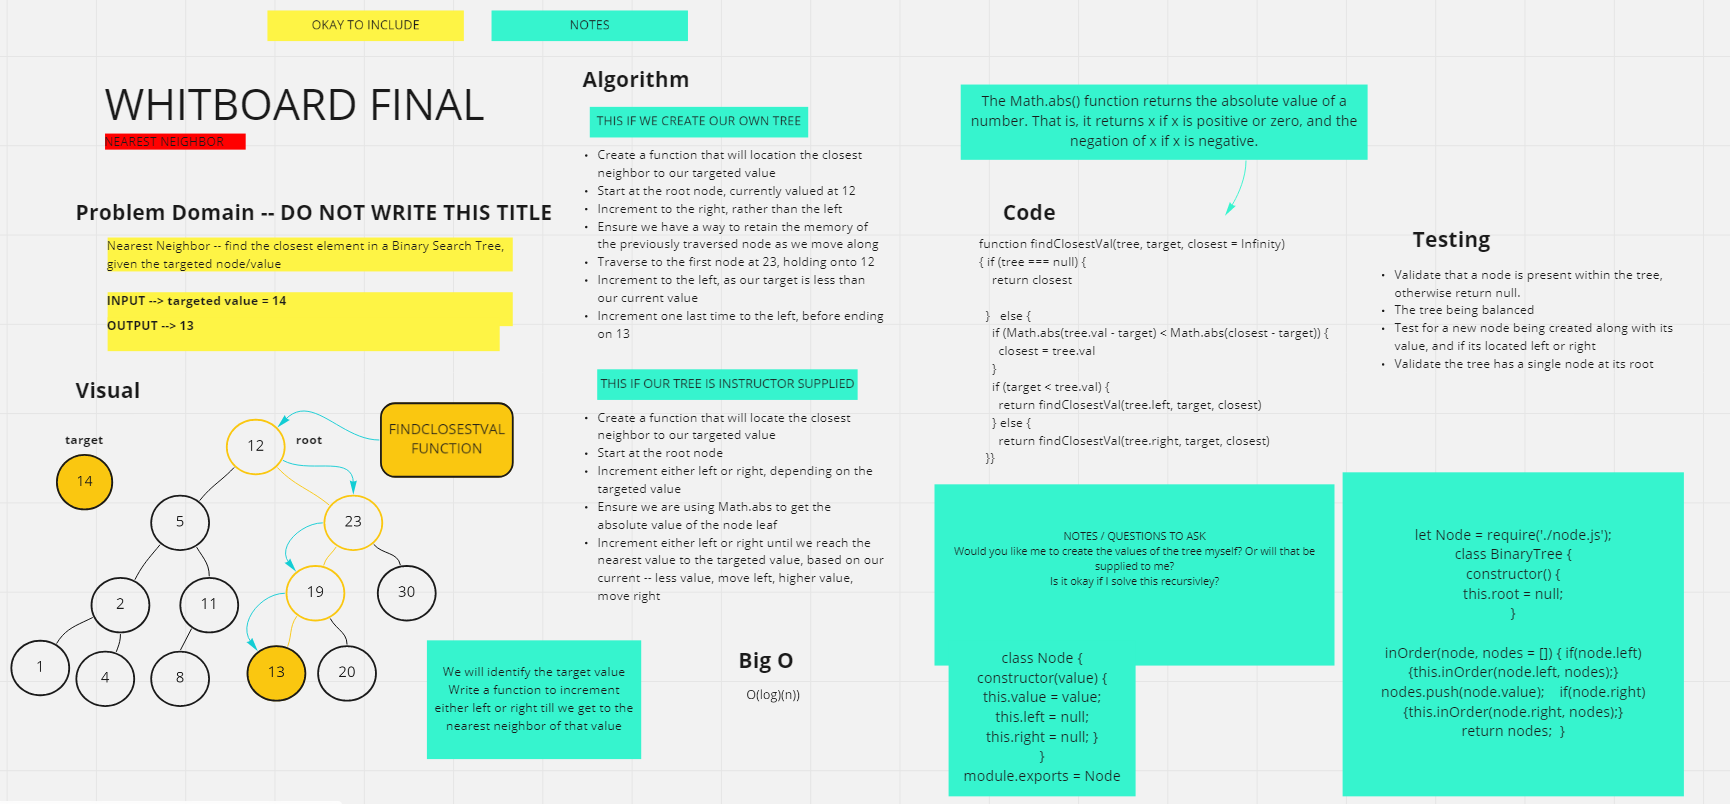 OKAY TO INCLUDE
NOTES
WHITBOARD FINAL
NEAREST NEIGHBOR
Problem Domain -- DO NOT WRITE THIS TITLE
Nearest Neighbor -- find the closest element in a Binary Search Tree,
given the targeted node/value
INPUT --> targeted value = 14
OUTPUT --> 13
Visual
target
14
12
root
FINDCLOSESTVAL
FUNCTION
5
23
2
11
19
30
1
4
8
13
20
We will identify the target value
Write a function to increment
either left or right till we get to the
nearest neighbor of that value
Algorithm
THIS IF WE CREATE OUR OWN TREE
• Create a function that will location the closest
neighbor to our targeted value
• Start at the root node, currently valued at 12
• Increment to the right, rather than the left
• Ensure we have a way to retain the memory of
the previously traversed node as we move along
• Traverse to the first node at 23, holding onto 12
• Increment to the left, as our target is less than
our current value
• Increment one last time to the left, before ending
on 13
THIS IF OUR TREE IS INSTRUCTOR SUPPLIED
• Create a function that will locate the closest
neighbor to our targeted value
• Start at the root node
• Increment either left or right, depending on the
targeted value
• Ensure we are using Math.abs to get the
absolute value of the node leaf
• Increment either left or right until we reach the
nearest value to the targeted value, based on our
current -- less value, move left, higher value,
move right
Big O
O(log)(n))
The Math.abs() function returns the absolute value of a
number. That is, it returns x if x is positive or zero, and the
negation of x if x is negative.
Code
function findClosestVal(tree, target, closest = Infinity)
{ if (tree === null) {
return closest
} else {
if (Math.abs(tree.val - target) < Math.abs(closest - target)) {
closest = tree.val
}
if (target < tree.val) {
return findClosestVal(tree.left, target, closest)
} else {
return findClosestVal(tree.right, target, closest)
}}
NOTES / QUESTIONS TO ASK
Would you like me to create the values of the tree myself? Or will that be
supplied to me?
Is it okay if I solve this recursivley?
class Node {
constructor(value) {
this.value = value;
this.left = null;
this.right = null; }
}
module.exports = Node
Testing
• Validate that a node is present within the tree,
otherwise return null.
• The tree being balanced
• Test for a new node being created along with its
value, and if its located left or right
• Validate the tree has a single node at its root
let Node = require('./node.js');
class BinaryTree {
constructor() {
this.root = null;
}
inOrder(node, nodes = []) { if(node.left)
{this.inOrder(node.left, nodes);}
nodes.push(node.value); if(node.right)
{this.inOrder(node.right, nodes);}
return nodes; }